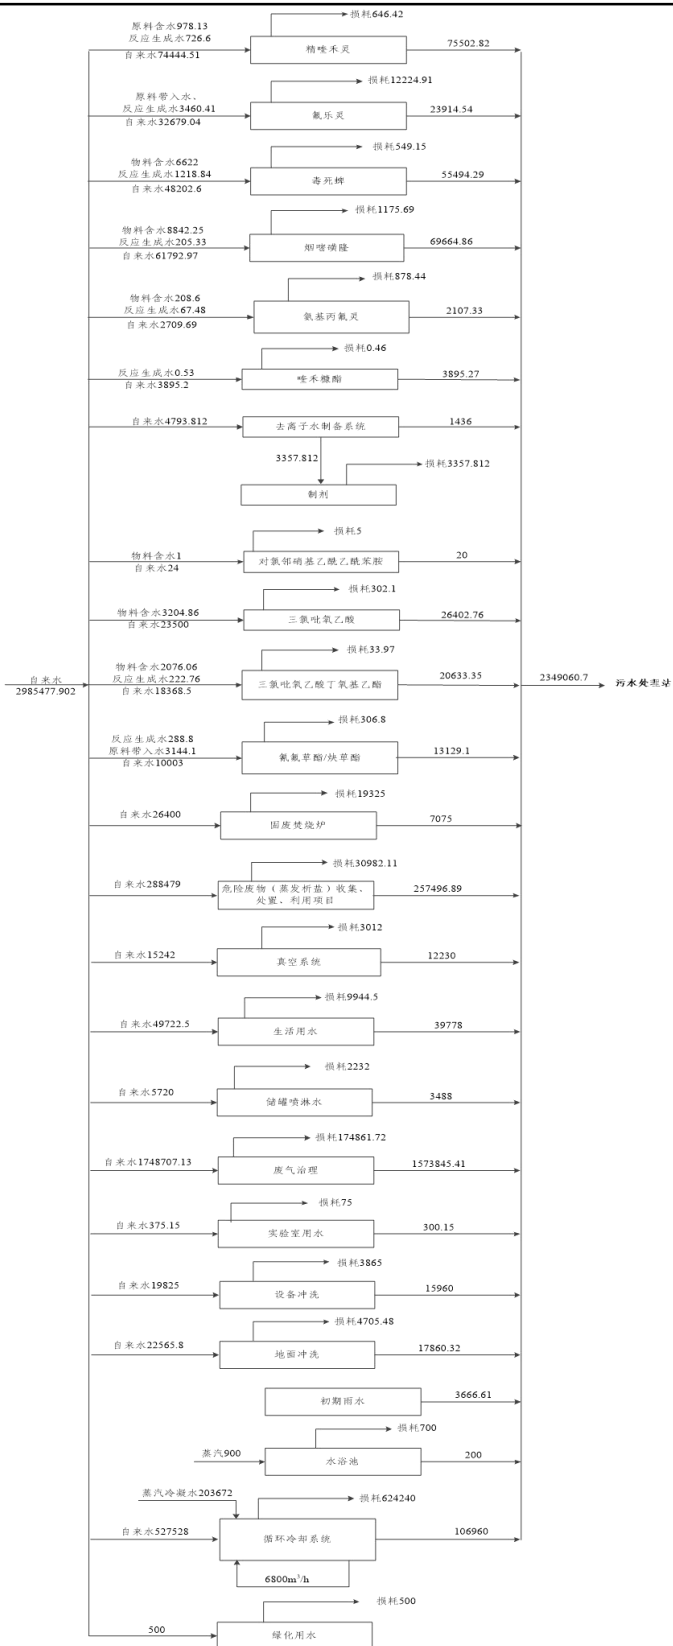 原料含水978.13
反应生成水726.6
自来水74444.51
损耗646.42
精喹禾灵
75502.82
原料带入水、
反应生成水3460.41
自来水32679.04
损耗12224.91
氰乐灵
23914.54
物料含水6622
反应生成水1218.84
自来水48202.6
损耗549.15
毒死蜱
55494.29
物料含水8842.25
反应生成水205.33
自来水61792.97
损耗1175.69
烟嘧磺隆
69664.86
物料含水208.6
反应生成水67.48
自来水2709.69
损耗878.44
氨基丙氟灵
2107.33
反应生成水0.53
自来水3895.2
损耗0.46
喹禾糠酯
3895.27
自来水4793.812
去离子水制备系统
1436
3357.812
损耗3357.812
制剂
物料含水1
自来水24
损耗5
对氯邻硝基乙酰乙酰苯胺
20
物料含水3204.86
自来水23500
损耗302.1
三氯吡氧乙酸
26402.76
自来水
2985477.902
物料含水2076.06
反应生成水222.76
自来水18368.5
损耗33.97
三氯吡氧乙酸丁氧基乙酯
20633.35
2349060.7
污水处理站
反应生成水288.8
原料带入水3144.1
自来水10003
损耗306.8
氰氟草酯/炔草酯
13129.1
自来水26400
损耗19325
固废焚烧炉
7075
自来水288479
损耗30982.11
危险废物（蒸发析盐）收集、
处置、利用项目
257496.89
自来水15242
损耗3012
真空系统
12230
自来水49722.5
损耗9944.5
生活用水
39778
自来水5720
损耗2232
储罐喷淋水
3488
自来水1748707.13
损耗174861.72
废气治理
1573845.41
自来水375.15
损耗75
实验室用水
300.15
自来水19825
损耗3865
设备冲洗
15960
自来水22565.8
损耗4705.48
地面冲洗
17860.32
初期雨水
3666.61
蒸汽900
损耗700
水浴池
200
蒸汽冷凝水203672
损耗624240
自来水527528
循环冷却系统
106960
6800m³/h
500
损耗500
绿化用水